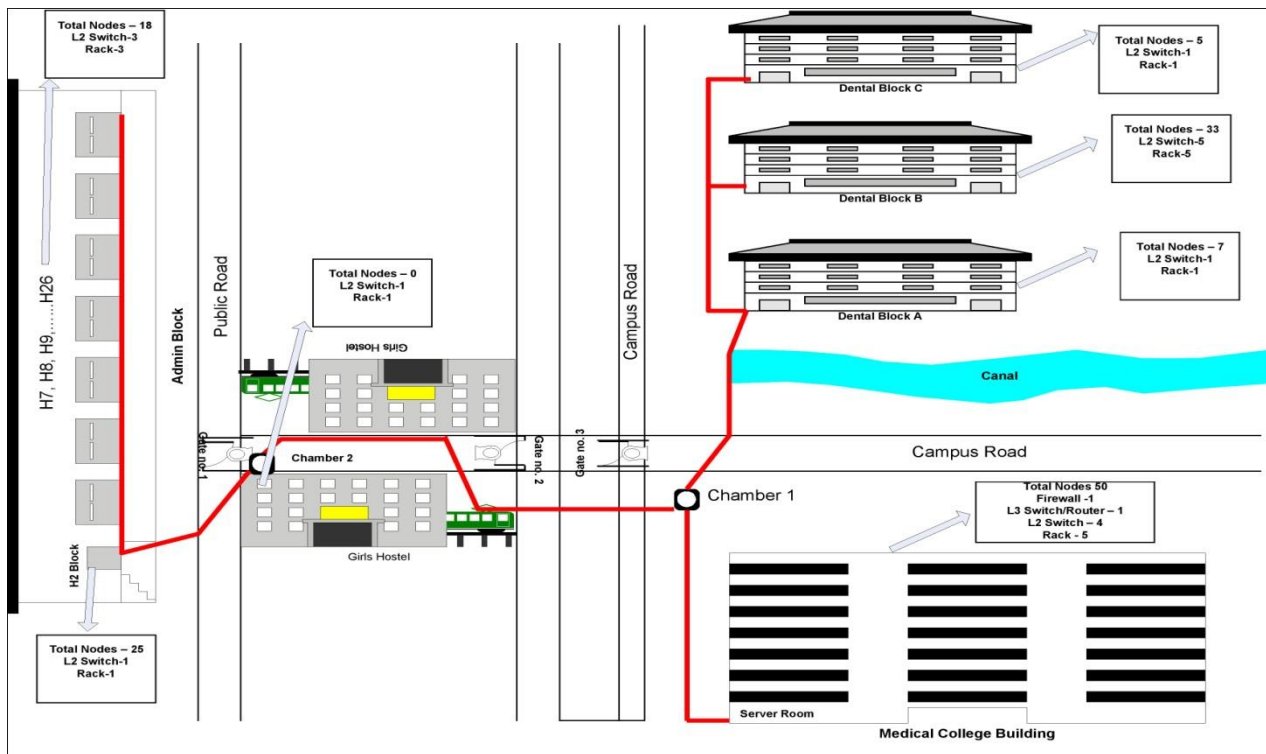 Total Nodes – 18
L2 Switch-3
Rack-3
H7, H8, H9,......H26
Admin Block
Public Road
H2 Block
Total Nodes – 25
L2 Switch-1
Rack-1
Total Nodes – 0
L2 Switch-1
Rack-1
Girls Hostel
Gate no. 1
Chamber 2
Gate no. 2
Gate no. 3
Girls Hostel
Campus Road
Total Nodes – 5
L2 Switch-1
Rack-1
Dental Block C
Total Nodes – 33
L2 Switch-5
Rack-5
Dental Block B
Total Nodes – 7
L2 Switch-1
Rack-1
Dental Block A
Canal
Campus Road
Chamber 1
Total Nodes 50
Firewall -1
L3 Switch/Router – 1
L2 Switch – 4
Rack - 5
Server Room
Medical College Building